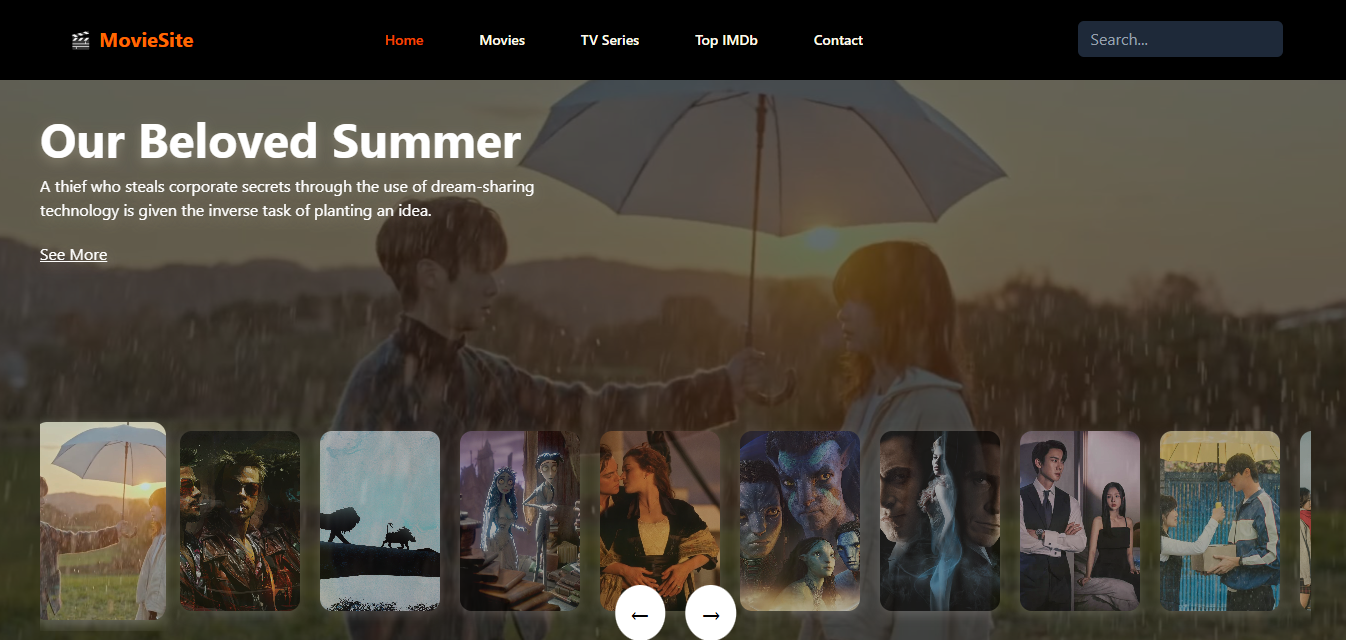 MovieSite
Home
Movies
TV Series
Top IMDb
Contact
Search...
Our Beloved Summer
A thief who steals corporate secrets through the use of dream-sharing
technology is given the inverse task of planting an idea.
See More
← →